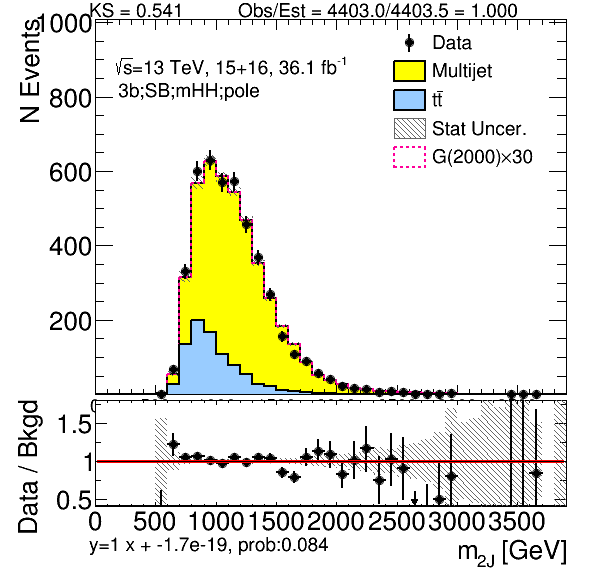 KS = 0.541 Obs/Est = 4403.0/4403.5 = 1.000
N Events
1000
800
600
400
200
√s=13 TeV, 15+16, 36.1 fb⁻¹
3b;SB;mHH;pole
Data
Multijet
tt̄
Stat Uncer.
G(2000)×30
Data / Bkgd
1.5
1
0.5
0 500 1000 1500 2000 2500 3000 3500
y=1 x + -1.7e-19, prob:0.084
m2J [GeV]